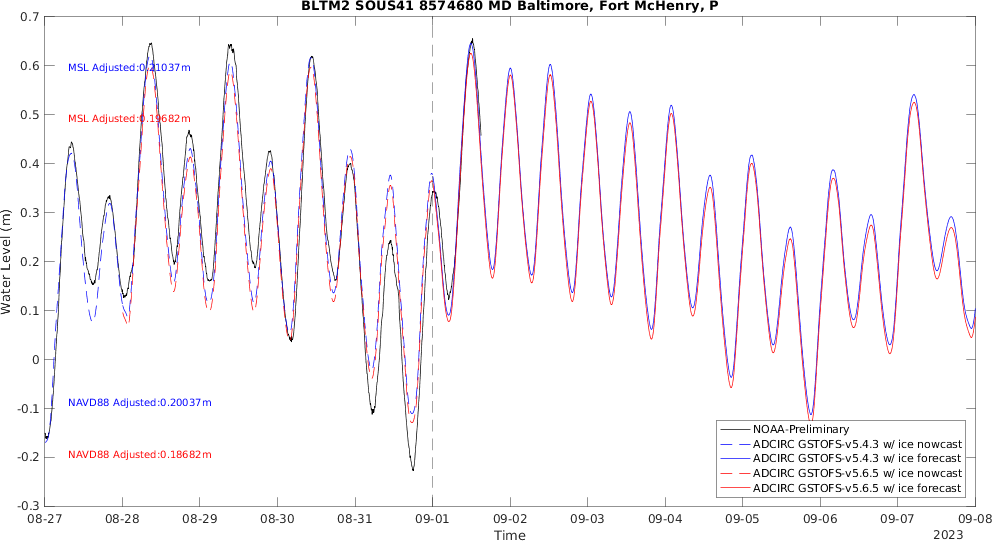 BLTM2 SOUS41 8574680 MD Baltimore, Fort McHenry, P
0.7
0.6
0.5
0.4
0.3
0.2
0.1
0
-0.1
-0.2
-0.3
Water Level (m)
MSL Adjusted:0.21037m
MSL Adjusted:0.19682m
NAVD88 Adjusted:0.20037m
NAVD88 Adjusted:0.18682m
NOAA-Preliminary
ADCIRC GSTOFS-v5.4.3 w/ ice nowcast
ADCIRC GSTOFS-v5.4.3 w/ ice forecast
ADCIRC GSTOFS-v5.6.5 w/ ice nowcast
ADCIRC GSTOFS-v5.6.5 w/ ice forecast
08-27 08-28 08-29 08-30 08-31 09-01 09-02 09-03 09-04 09-05 09-06 09-07 09-08
Time
2023